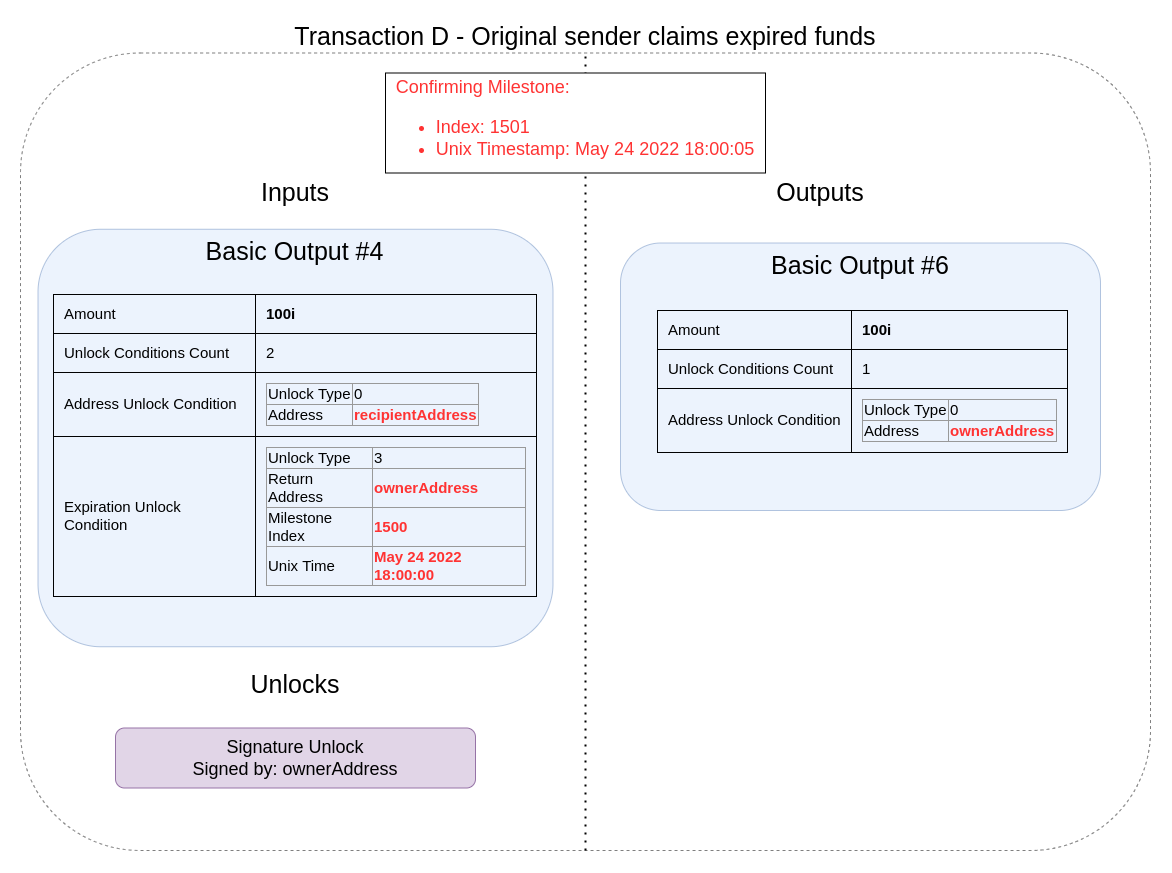 Transaction D - Original sender claims expired funds
Confirming Milestone:
• Index: 1501
• Unix Timestamp: May 24 2022 18:00:05
Inputs
Basic Output #4
Amount 100i
Unlock Conditions Count 2
Address Unlock Condition
Unlock Type 0
Address recipientAddress
Expiration Unlock
Condition
Unlock Type 3
Return
Address
ownerAddress
Milestone
Index
1500
Unix Time
May 24 2022
18:00:00
Unlocks
Signature Unlock
Signed by: ownerAddress
Outputs
Basic Output #6
Amount 100i
Unlock Conditions Count 1
Address Unlock Condition
Unlock Type 0
Address ownerAddress